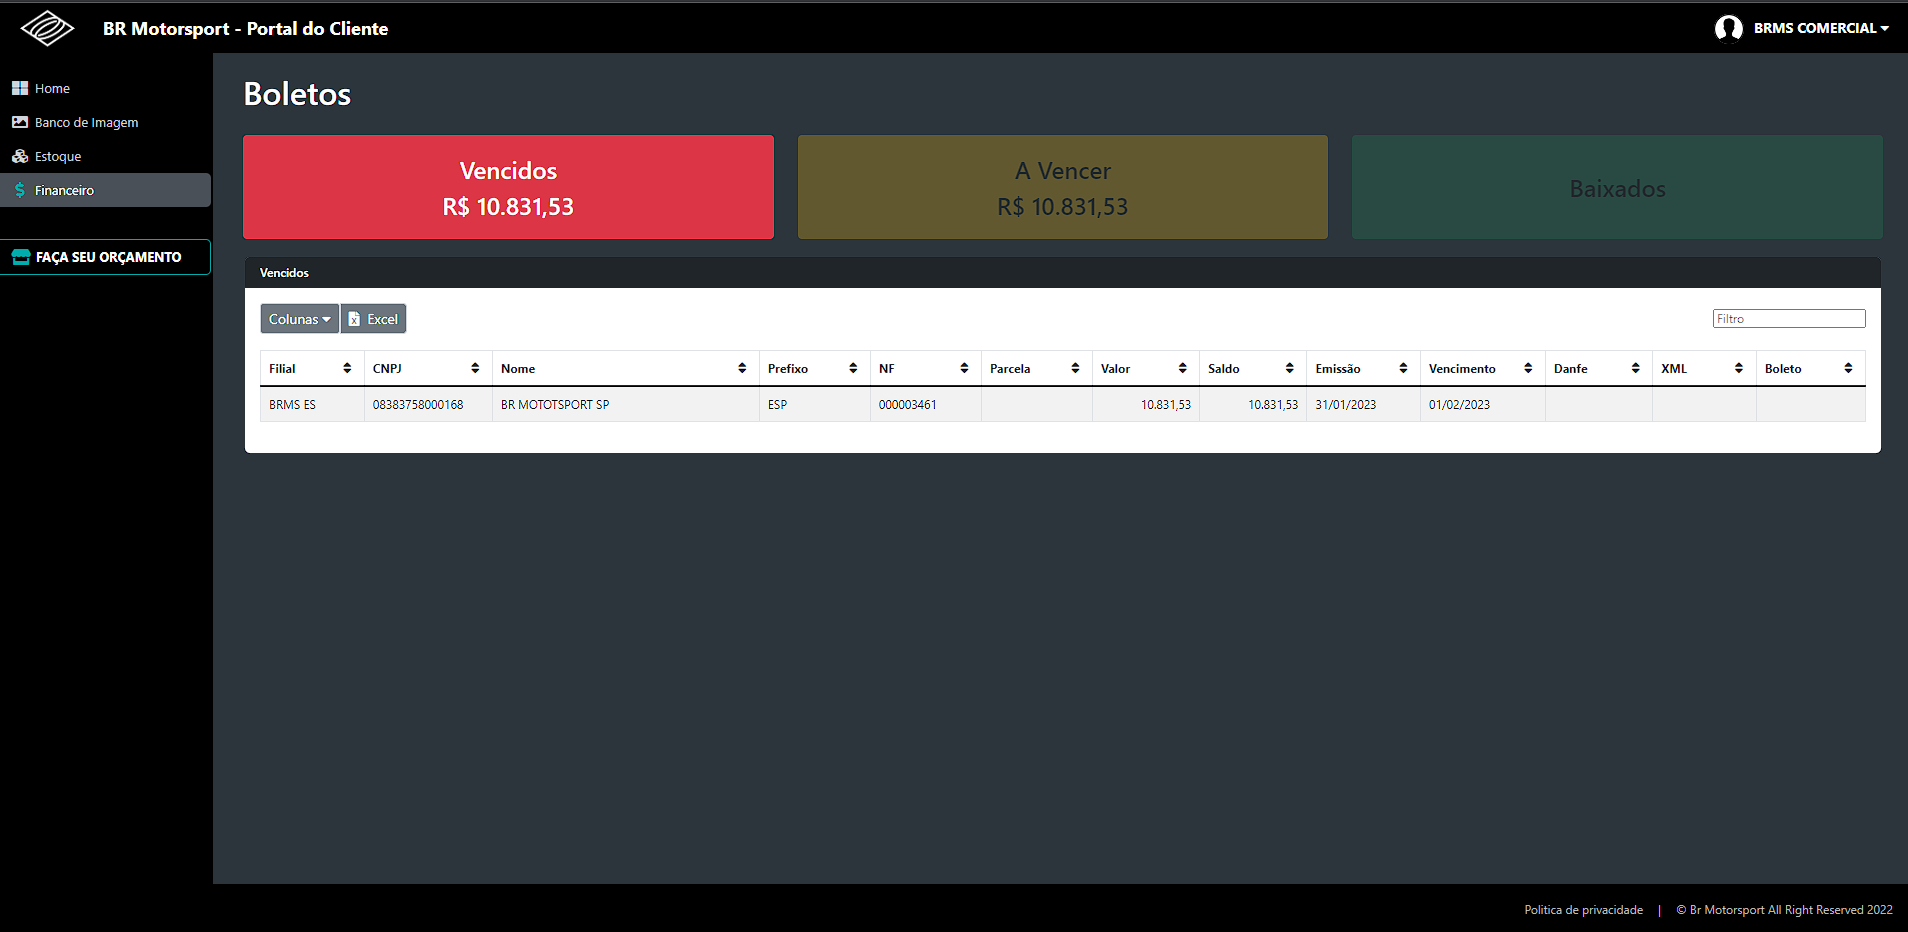 BR Motorsport - Portal do Cliente
BRMS COMERCIAL
Home
Banco de Imagem
Estoque
Financeiro
FAÇA SEU ORÇAMENTO
Boletos
Vencidos
R$ 10.831,53
A Vencer
R$ 10.831,53
Baixados
Vencidos
Colunas
Excel
Filtro
Filial CNPJ Nome Prefixo NF Parcela Valor Saldo Emissão Vencimento Danfe XML Boleto
BRMS ES 08383758000168 BR MOTOTSPORT SP ESP 000003461 10.831,53 10.831,53 31/01/2023 01/02/2023
Politica de privacidade | © Br Motorsport All Right Reserved 2022